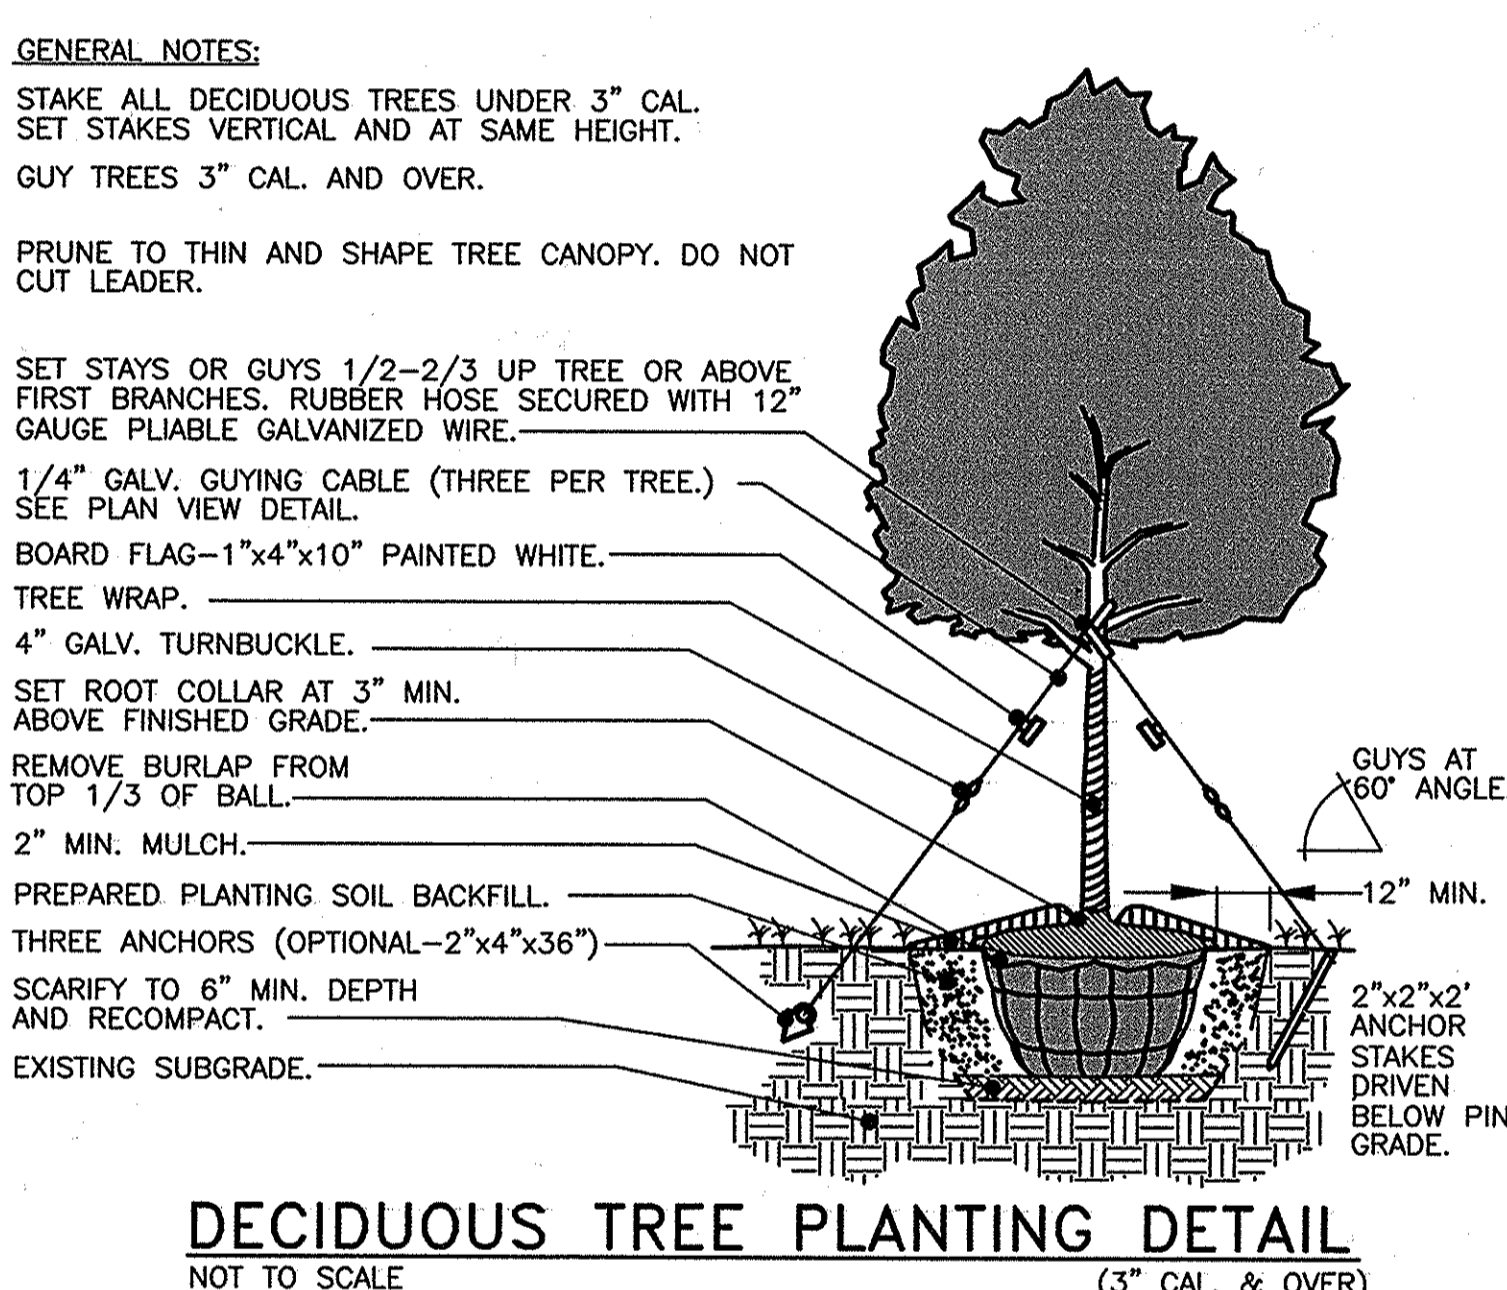 GENERAL NOTES:
STAKE ALL DECIDUOUS TREES UNDER 3" CAL.
SET STAKES VERTICAL AND AT SAME HEIGHT.
GUY TREES 3" CAL. AND OVER.
PRUNE TO THIN AND SHAPE TREE CANOPY. DO NOT
CUT LEADER.
SET STAYS OR GUYS 1/2-2/3 UP TREE OR ABOVE
FIRST BRANCHES. RUBBER HOSE SECURED WITH 12"
GAUGE PLIABLE GALVANIZED WIRE.
1/4" GALV. GUYING CABLE (THREE PER TREE.)
SEE PLAN VIEW DETAIL.
BOARD FLAG-1"x4"x10" PAINTED WHITE.
TREE WRAP.
4" GALV. TURNBUCKLE.
SET ROOT COLLAR AT 3" MIN.
ABOVE FINISHED GRADE.
REMOVE BURLAP FROM
TOP 1/3 OF BALL.
2" MIN. MULCH.
PREPARED PLANTING SOIL BACKFILL.
THREE ANCHORS (OPTIONAL-2"x4"x36")
SCARIFY TO 6" MIN. DEPTH
AND RECOMPACT.
EXISTING SUBGRADE.
GUYS AT
60° ANGLE
12" MIN.
2"x2"x2'
ANCHOR
STAKES
DRIVEN
BELOW FIN
GRADE.
DECIDUOUS TREE PLANTING DETAIL
NOT TO SCALE
(3" CAL. & OVER)